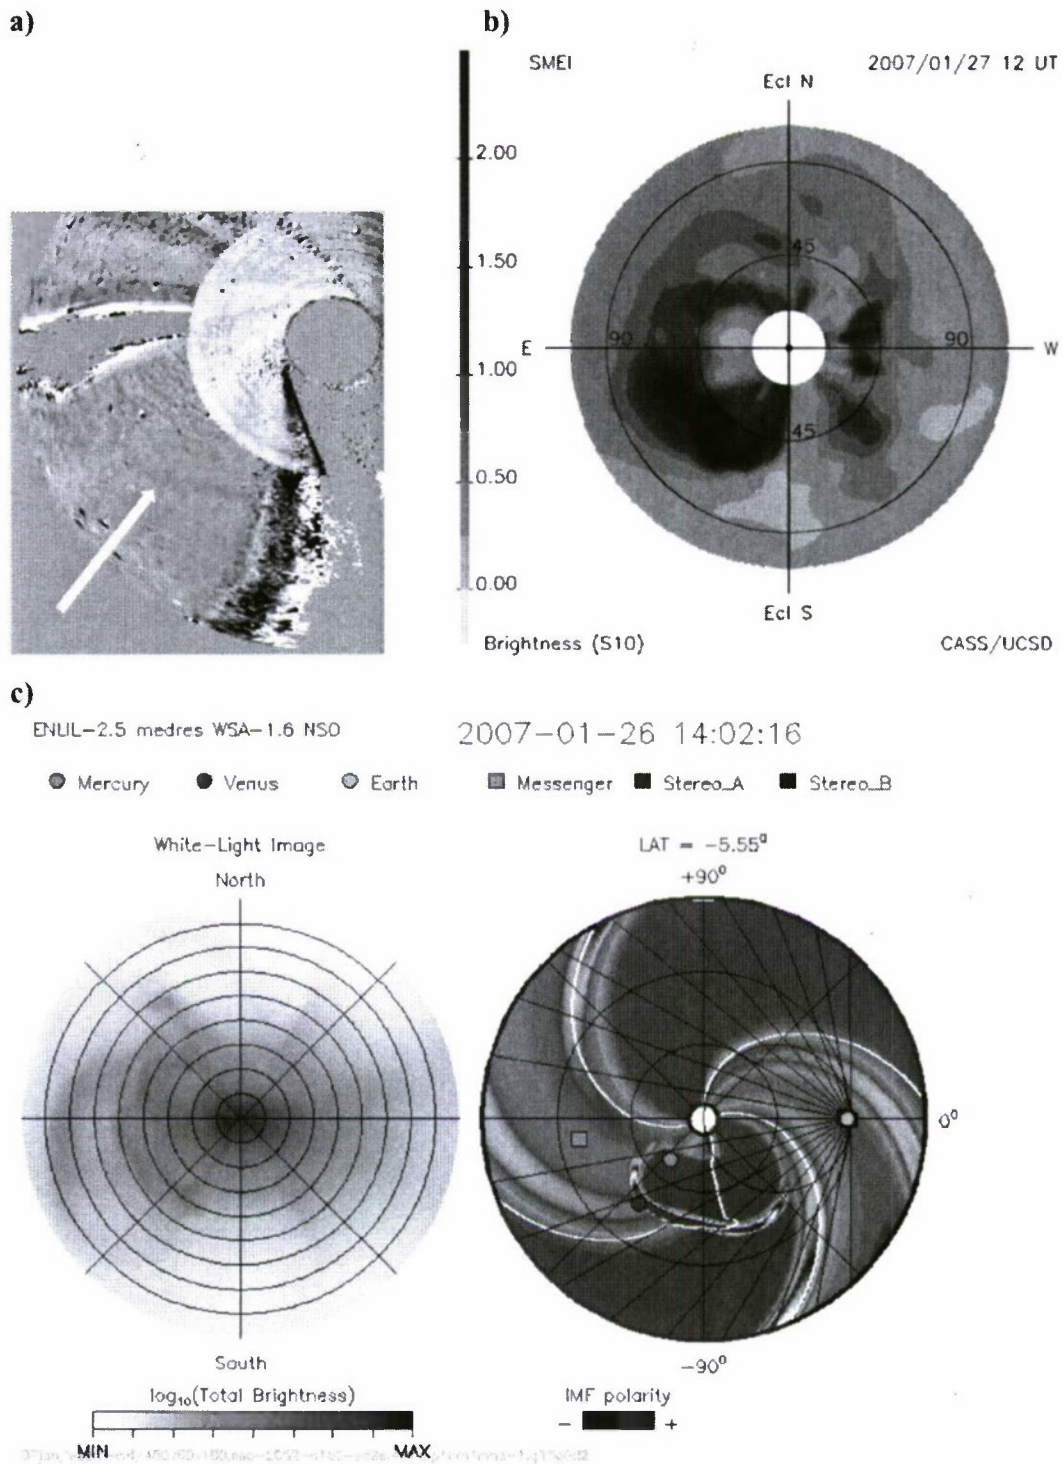 a)
b)
SMEI
2007/01/27 12 UT
Ecl N
2.00
1.50
1.00
0.50
0.00
45
90
E
90
W
45
Ecl S
Brightness (S10)
CASS/UCSD
c)
ENLIL-2.5 medres WSA-1.6 NSO
2007-01-26 14:02:16
Mercury
Venus
Earth
Messenger
Stereo_A
Stereo_B
White-Light Image
North
LAT = -5.55°
+90°
0°
South
-90°
log₁₀(Total Brightness)
MIN
MAX
IMF polarity
- +